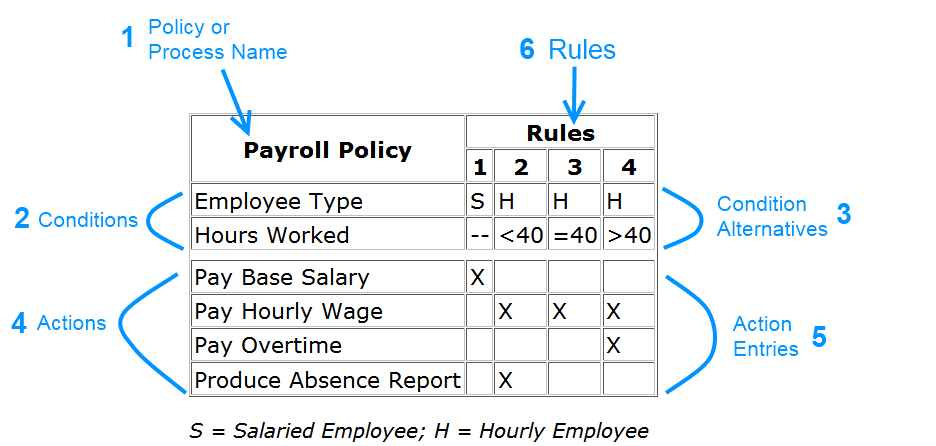 1 Policy or
Process Name
6 Rules
Payroll Policy
Rules
1 2 3 4
Employee Type S H H H
2 Conditions
Hours Worked -- <40 =40 >40
Condition
Alternatives 3
Pay Base Salary X
Pay Hourly Wage X X X
4 Actions
Pay Overtime X
Action
Entries 5
Produce Absence Report X
S = Salaried Employee; H = Hourly Employee